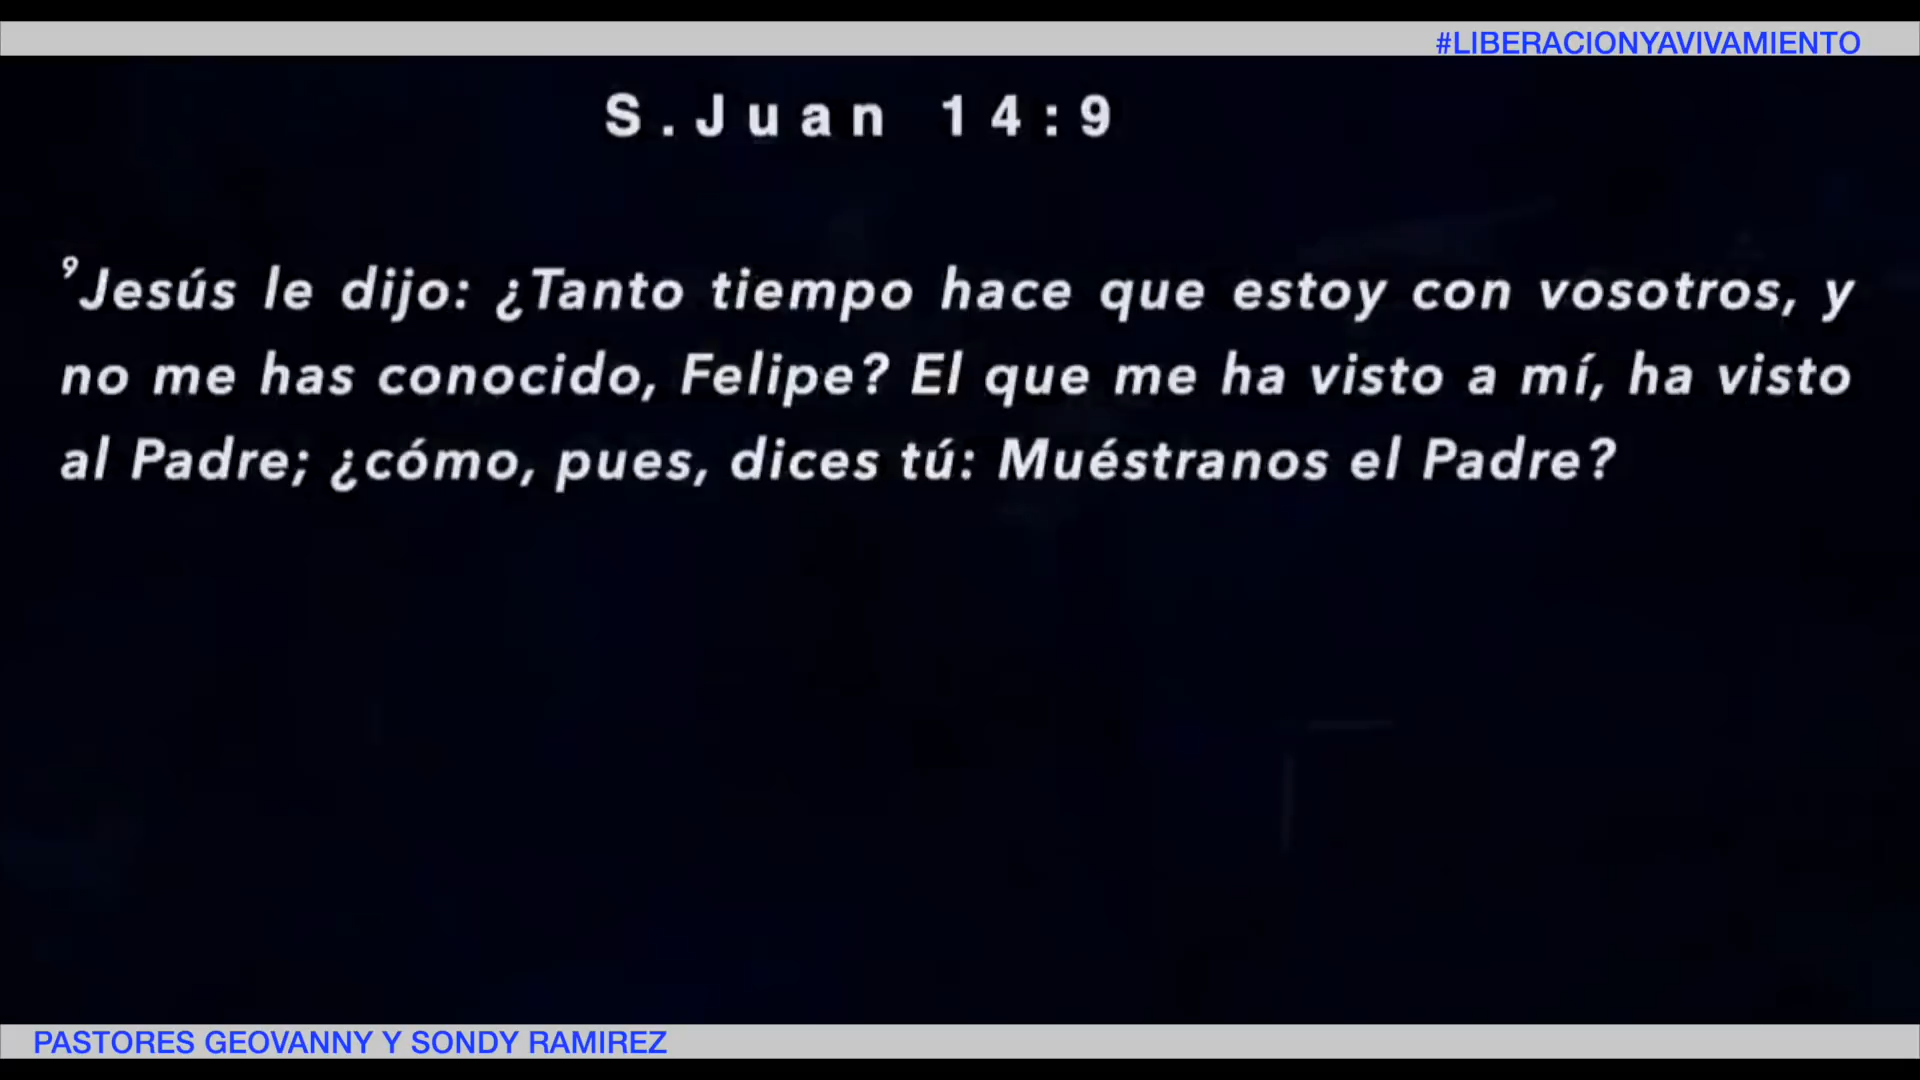 #LIBERACIONYAVIVAMIENTO
S.Juan 14:9
⁹Jesús le dijo: ¿Tanto tiempo hace que estoy con vosotros, y
no me has conocido, Felipe? El que me ha visto a mí, ha visto
al Padre; ¿cómo, pues, dices tú: Muéstranos el Padre?
PASTORES GEOVANNY Y SONDY RAMIREZ